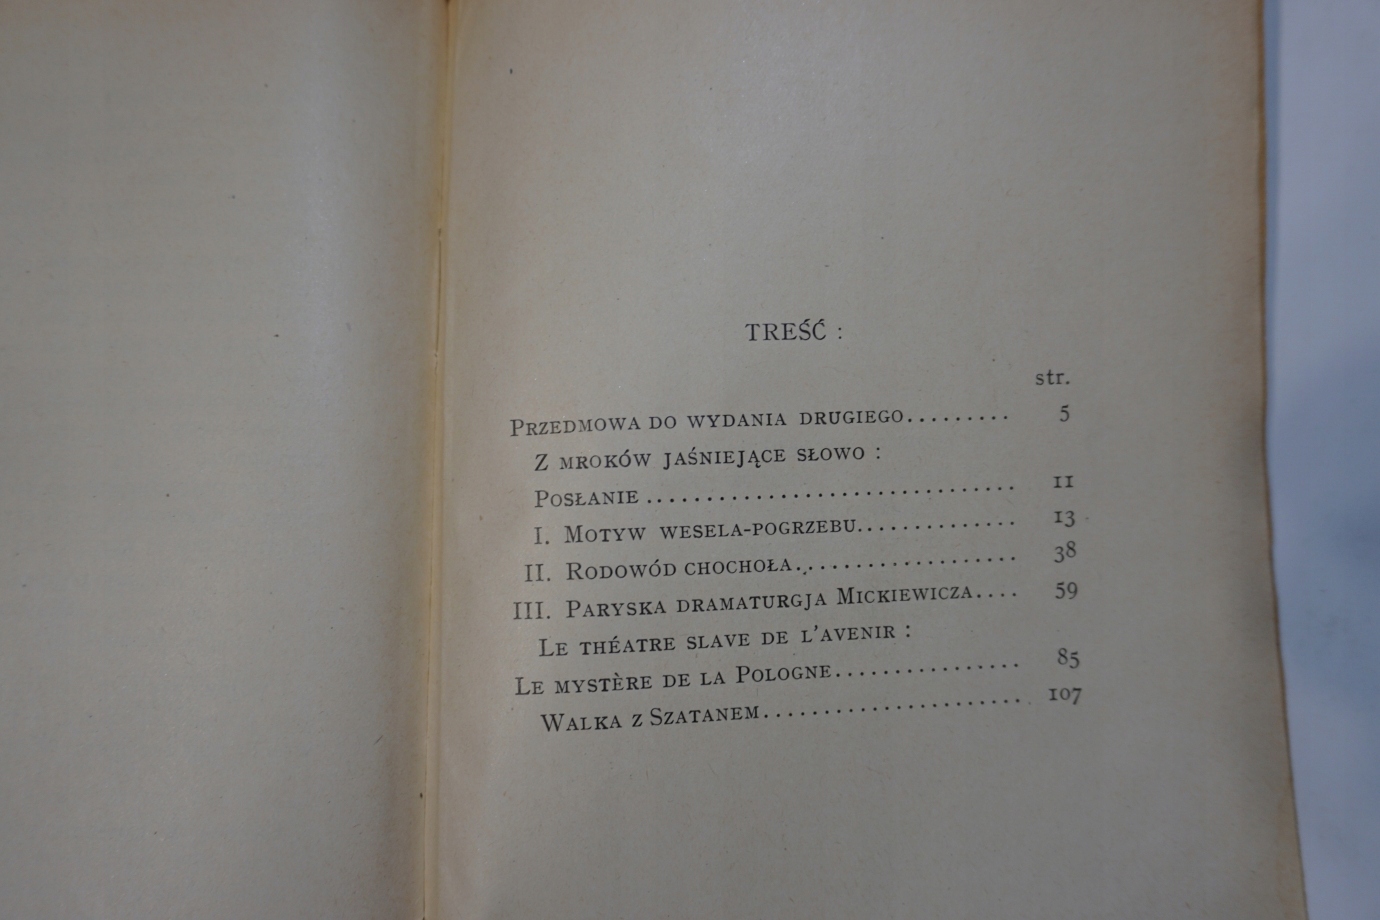 TREŚĆ :
str.
PRZEDMOWA DO WYDANIA DRUGIEGO......... 5
Z MROKÓW JAŚNIEJĄCE SŁOWO :
POSŁANIE ............................... 11
I. MOTYW WESELA-POGRZEBU............. 13
II. RODOWÓD CHOCHOŁA................... 38
III. PARYSKA DRAMATURGJA MICKIEWICZA.... 59
LE THÉATRE SLAVE DE L'AVENIR :
LE MYSTÈRE DE LA POLOGNE................ 85
WALKA Z SZATANEM...................... 107